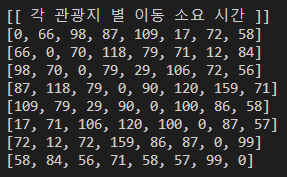 [[ 각 관광지 별 이동 소요 시간 ]]
[0, 66, 98, 87, 109, 17, 72, 58]
[66, 0, 70, 118, 79, 71, 12, 84]
[98, 70, 0, 79, 29, 106, 72, 56]
[87, 118, 79, 0, 90, 120, 159, 71]
[109, 79, 29, 90, 0, 100, 86, 58]
[17, 71, 106, 120, 100, 0, 87, 57]
[72, 12, 72, 159, 86, 87, 0, 99]
[58, 84, 56, 71, 58, 57, 99, 0]